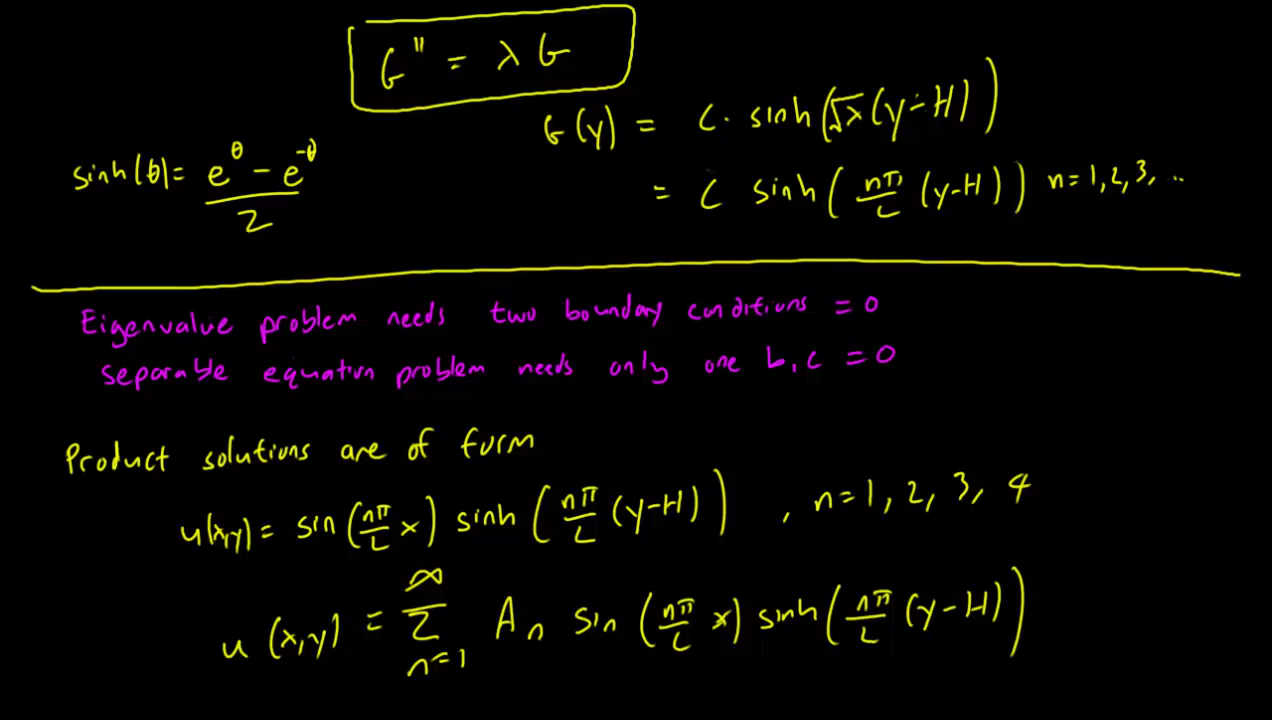 G'' = λ G
G(y) = C · sinh(√λ (y-H))
sinh(θ) = (e^θ - e^-θ)/2
= C sinh(nπ/L (y-H)) n = 1, 2, 3, ..
Eigenvalue problem needs two boundary conditions = 0
separable equation problem needs only one b.c = 0
Product solutions are of form
u(x,y) = sin(nπ/L x) sinh(nπ/L (y-H)) , n = 1, 2, 3, 4
u(x,y) = ∑_{n=1}^∞ A_n sin(nπ/L x) sinh(nπ/L (y-H))